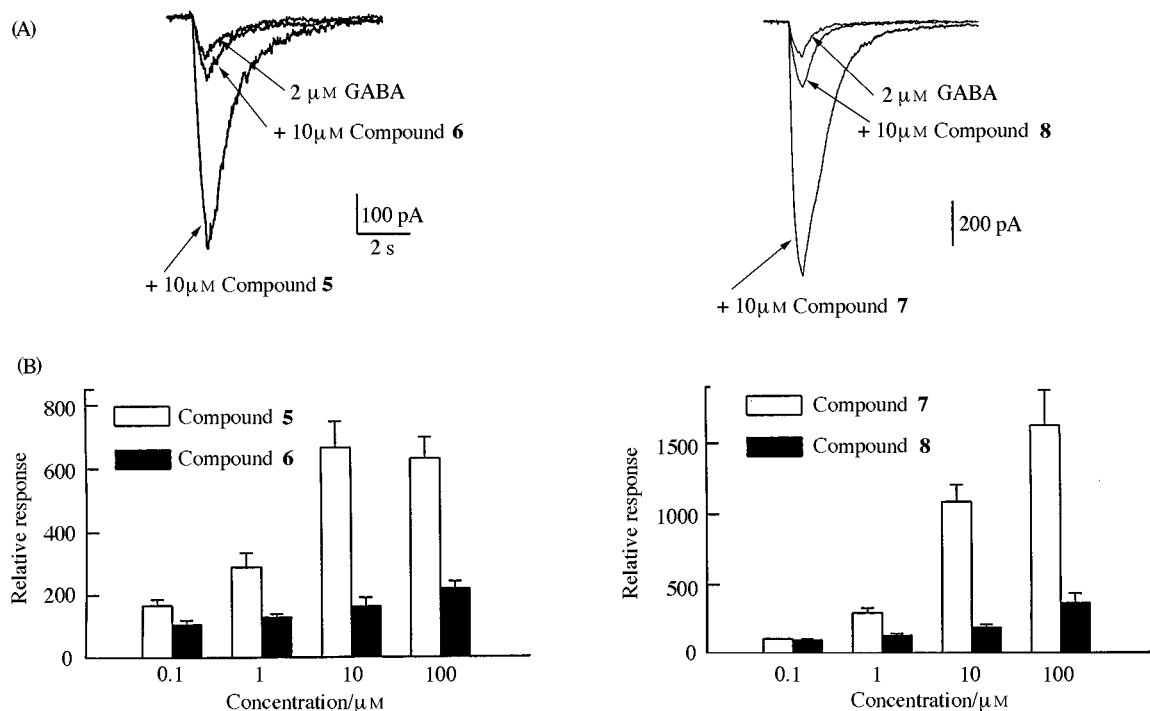 (A)
2 μM GABA
+ 10μM Compound 6
100 pA
2 s
+ 10μM Compound 5
2 μM GABA
+ 10μM Compound 8
200 pA
+ 10μM Compound 7
(B)
Relative response
800
600
400
200
0
Compound 5
Compound 6
0.1 1 10 100
Concentration/μM
Relative response
1500
1000
500
0
Compound 7
Compound 8
0.1 1 10 100
Concentration/μM